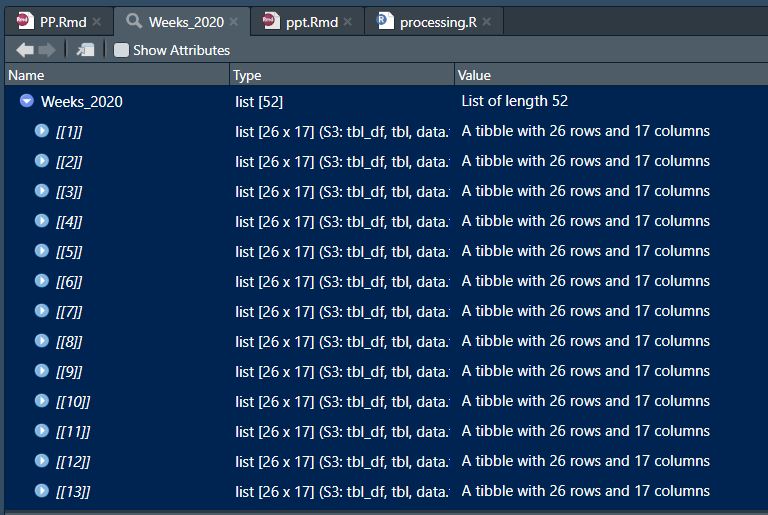 PP.Rmd Weeks_2020 ppt.Rmd processing.R
Show Attributes
Name Type Value
Weeks_2020 list [52] List of length 52
[[1]] list [26 x 17] (S3: tbl_df, tbl, data. A tibble with 26 rows and 17 columns
[[2]] list [26 x 17] (S3: tbl_df, tbl, data. A tibble with 26 rows and 17 columns
[[3]] list [26 x 17] (S3: tbl_df, tbl, data. A tibble with 26 rows and 17 columns
[[4]] list [26 x 17] (S3: tbl_df, tbl, data. A tibble with 26 rows and 17 columns
[[5]] list [26 x 17] (S3: tbl_df, tbl, data. A tibble with 26 rows and 17 columns
[[6]] list [26 x 17] (S3: tbl_df, tbl, data. A tibble with 26 rows and 17 columns
[[7]] list [26 x 17] (S3: tbl_df, tbl, data. A tibble with 26 rows and 17 columns
[[8]] list [26 x 17] (S3: tbl_df, tbl, data. A tibble with 26 rows and 17 columns
[[9]] list [26 x 17] (S3: tbl_df, tbl, data. A tibble with 26 rows and 17 columns
[[10]] list [26 x 17] (S3: tbl_df, tbl, data. A tibble with 26 rows and 17 columns
[[11]] list [26 x 17] (S3: tbl_df, tbl, data. A tibble with 26 rows and 17 columns
[[12]] list [26 x 17] (S3: tbl_df, tbl, data. A tibble with 26 rows and 17 columns
[[13]] list [26 x 17] (S3: tbl_df, tbl, data. A tibble with 26 rows and 17 columns